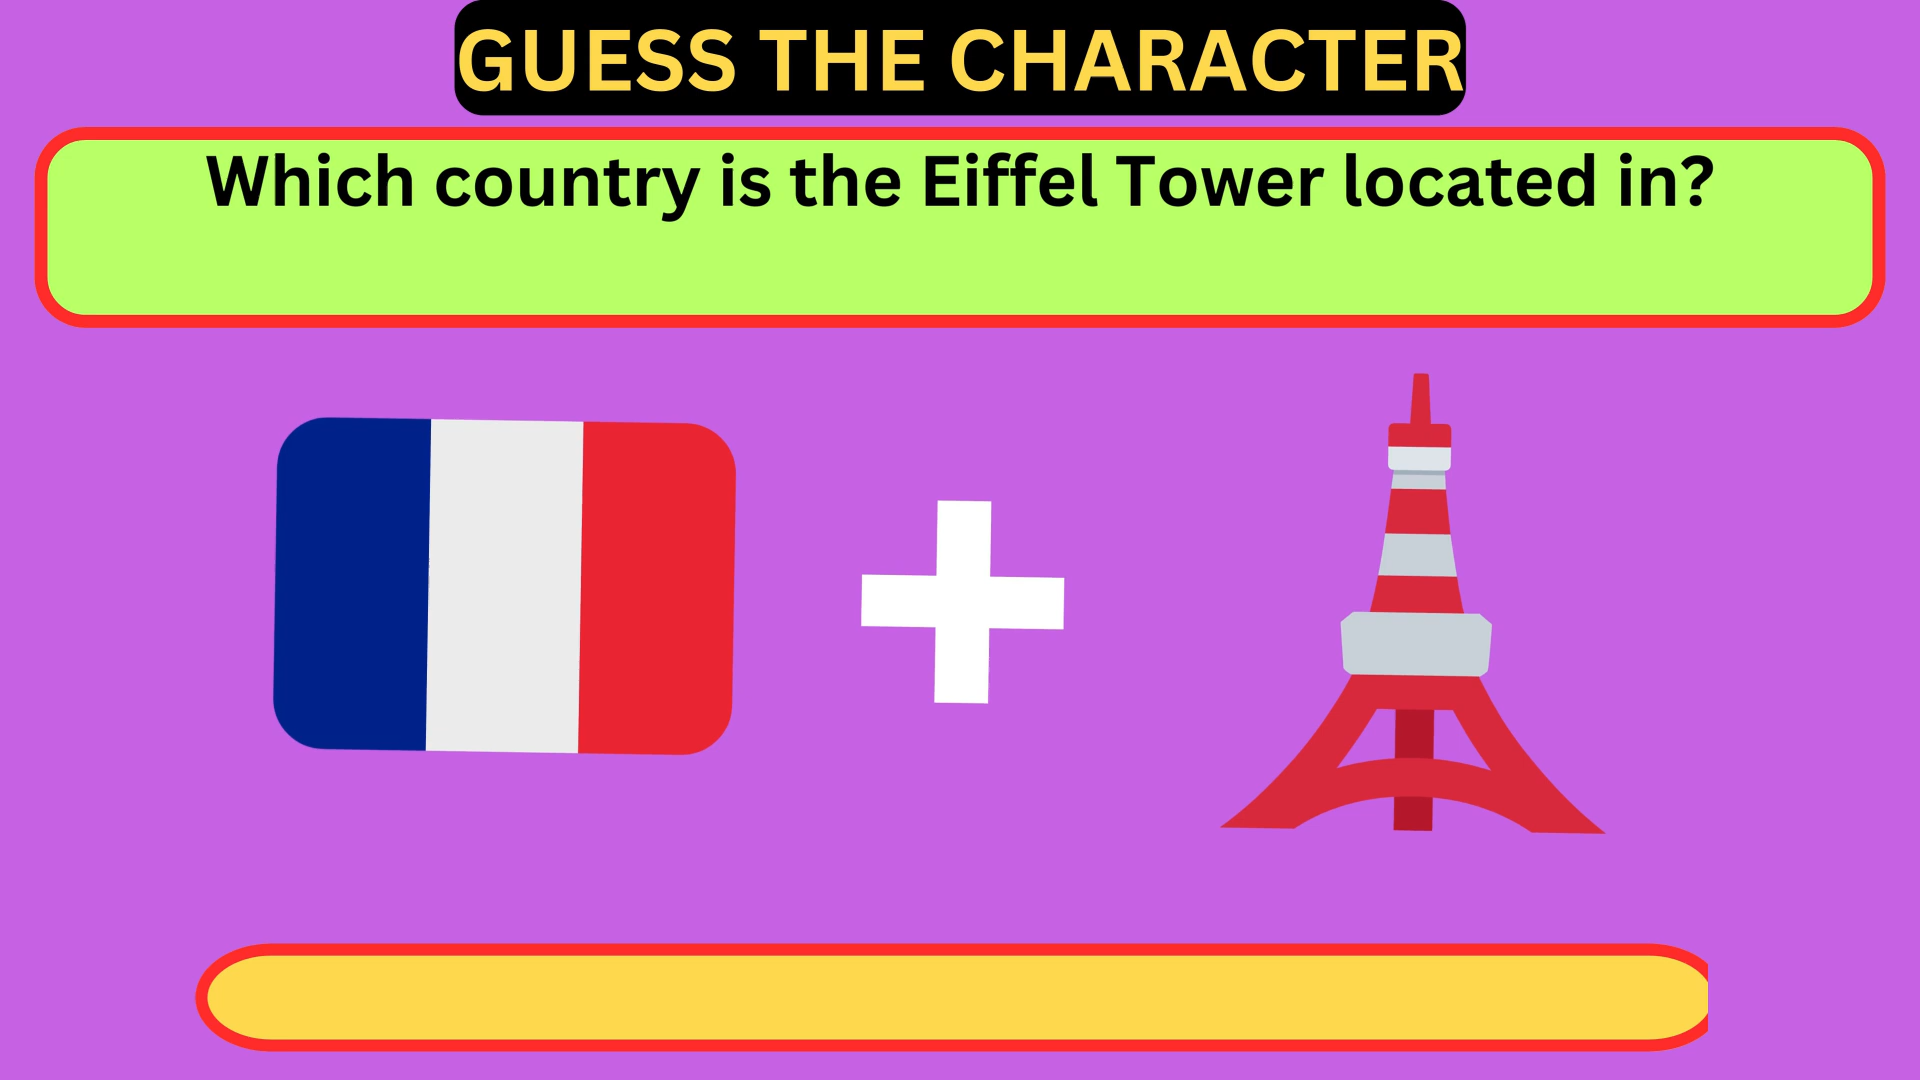 GUESS THE CHARACTER
Which country is the Eiffel Tower located in?